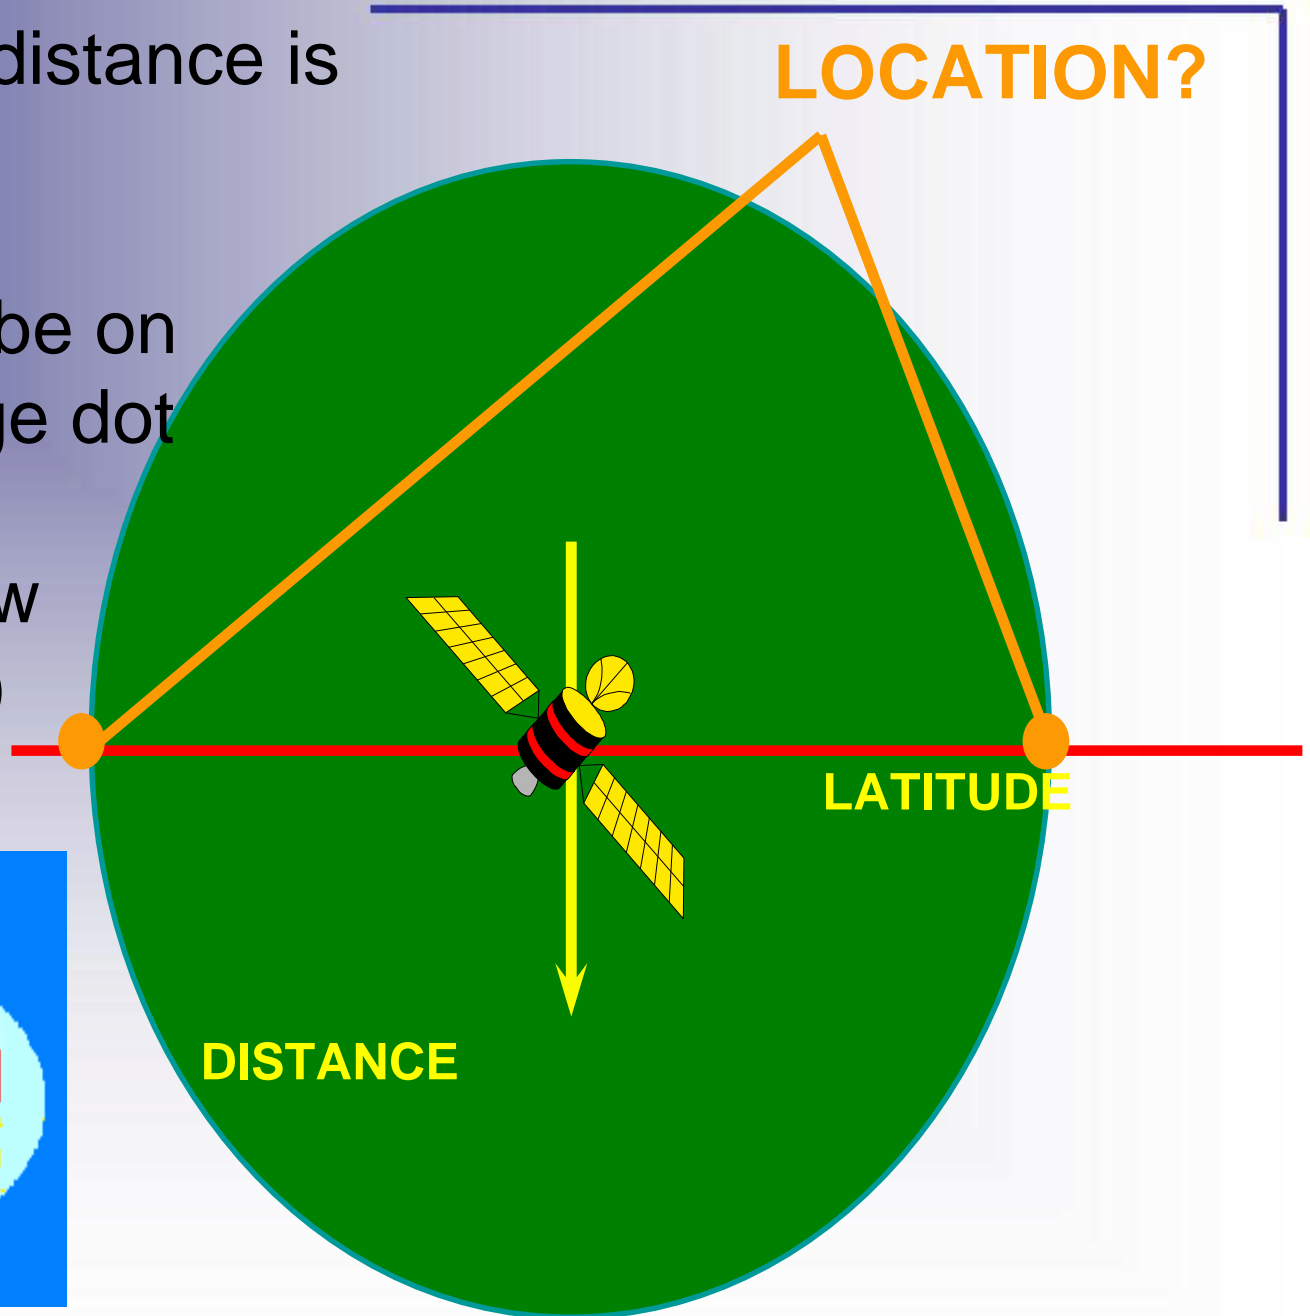 distance is
LOCATION?
be on
ge dot
w
LATITUDE
DISTANCE